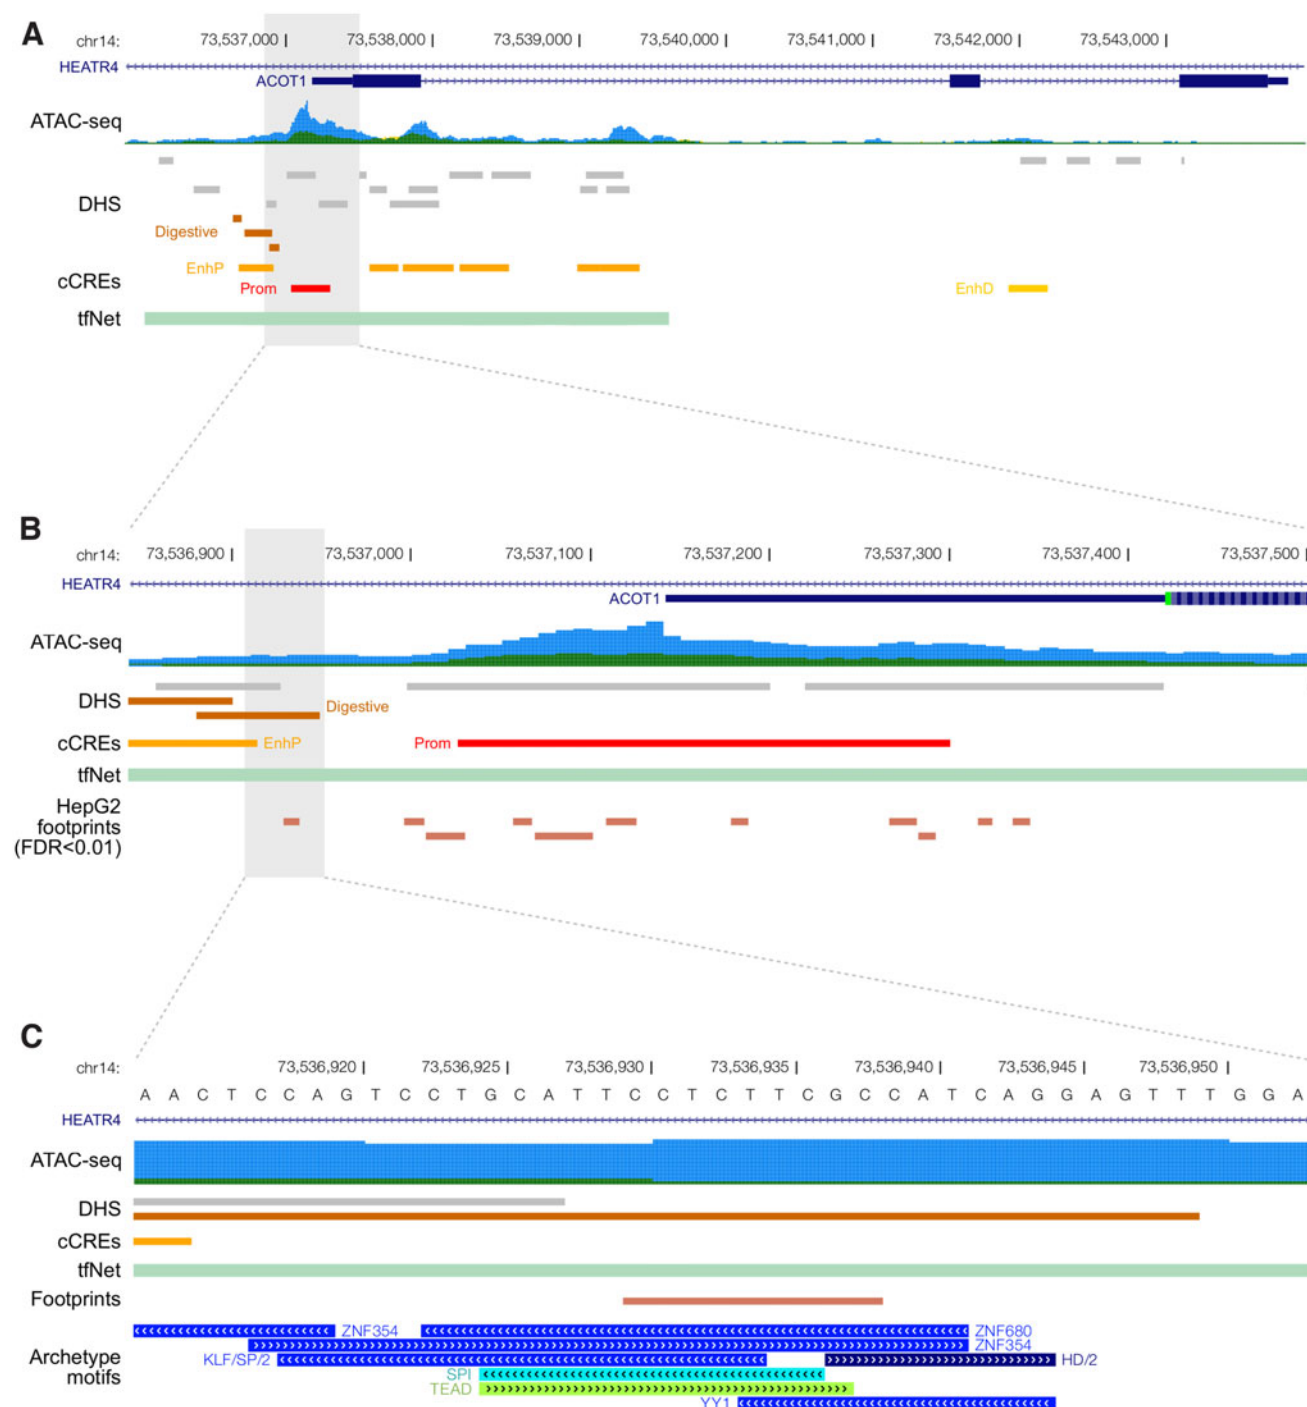 A
chr14: 73,537,000 73,538,000 73,539,000 73,540,000 73,541,000 73,542,000 73,543,000
HEATR4
ACOT1
ATAC-seq
DHS
Digestive
EnhP
cCREs
Prom EnhD
tfNet
B
chr14: 73,536,900 73,537,000 73,537,100 73,537,200 73,537,300 73,537,400 73,537,500
HEATR4
ACOT1
ATAC-seq
DHS
Digestive
cCREs EnhP Prom
tfNet
HepG2
footprints
(FDR<0.01)
C
chr14: 73,536,920 73,536,925 73,536,930 73,536,935 73,536,940 73,536,945 73,536,950
A A C T C C A G T C C T G C A T T C C T C T T C G C C A T C A G G A G T T T G G A
HEATR4
ATAC-seq
DHS
cCREs
tfNet
Footprints
ZNF354 ZNF680
ZNF354
Archetype
motifs
KLF/SP/2 HD/2
SPI
TEAD
YY1